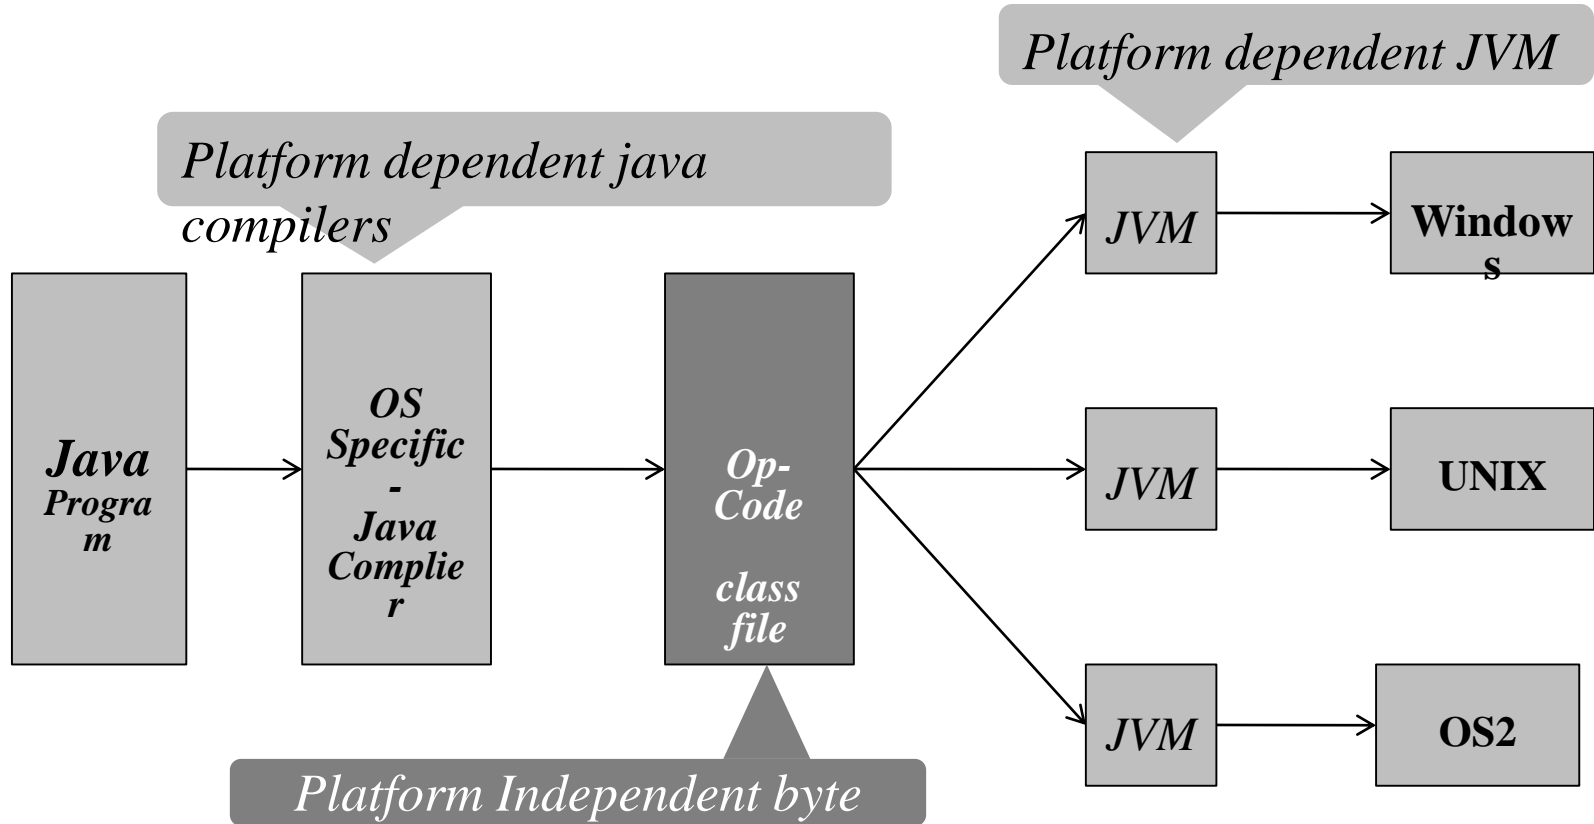 Platform dependent JVM
Platform dependent java
compilers
JVM
Window
s
Java
Progra
m
OS
Specific
-
Java
Complie
r
Op-
Code
class
file
JVM
UNIX
JVM
OS2
Platform Independent byte